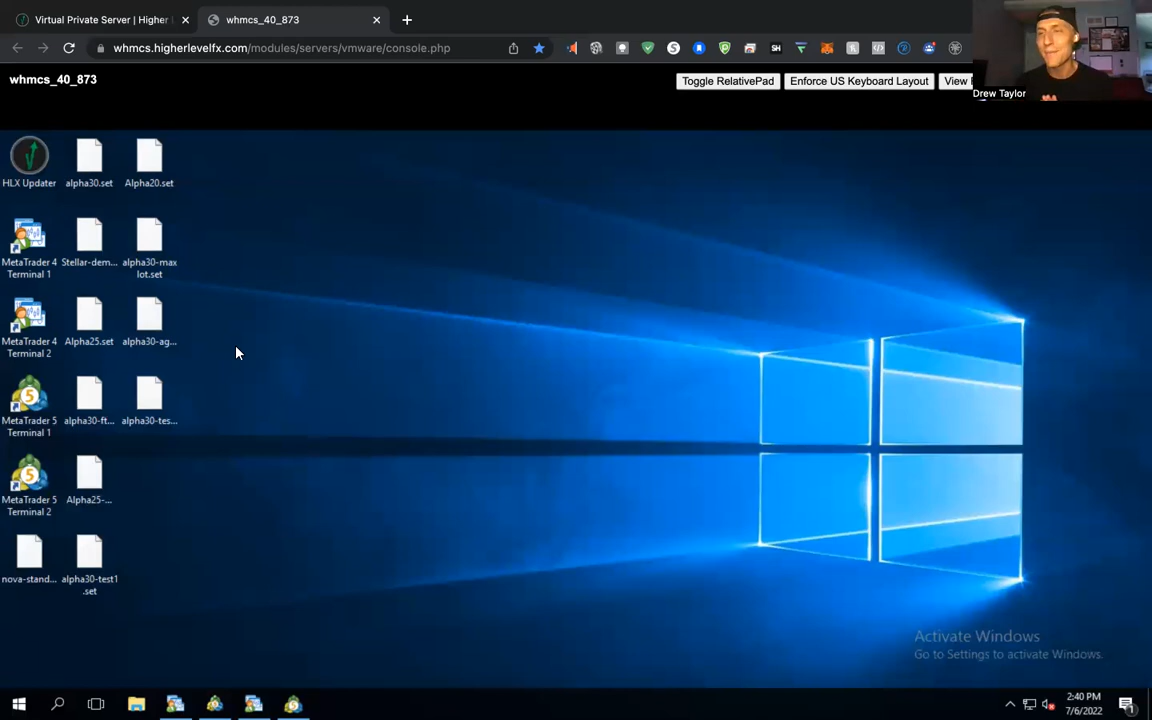 Virtual Private Server | Higher
whmcs_40_873
whmcs.higherlevelfx.com/modules/servers/vmware/console.php
whmcs_40_873
Toggle RelativePad
Enforce US Keyboard Layout
View
Drew Taylor
HLX Updater
alpha30.set
Alpha20.set
MetaTrader 4
Terminal 1
Stellar-dem...
alpha30-max
lot.set
MetaTrader 4
Terminal 2
Alpha25.set
alpha30-ag...
MetaTrader 5
Terminal 1
alpha30-ft...
alpha30-tes...
MetaTrader 5
Terminal 2
Alpha25-...
nova-stand...
alpha30-test1
.set
Activate Windows
Go to Settings to activate Windows.
2:40 PM
7/6/2022